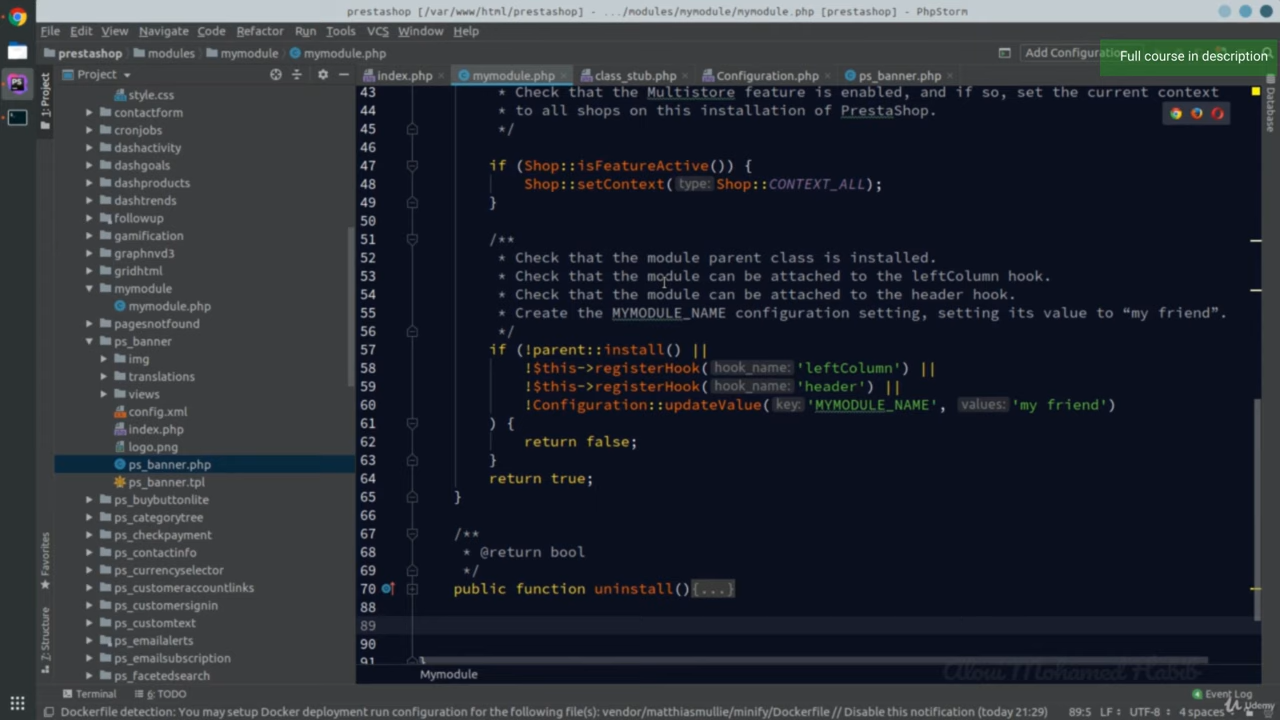 prestashop [/var/www/html/prestashop] - .../modules/mymodule/mymodule.php [prestashop] - PhpStorm
File Edit View Navigate Code Refactor Run Tools VCS Window Help
prestashop modules mymodule mymodule.php
Add Configuratio
Full course in description
Project
index.php mymodule.php class_stub.php Configuration.php ps_banner.php
1: Project
Database
style.css
contactform
cronjobs
dashactivity
dashgoals
dashproducts
dashtrends
followup
gamification
graphnvd3
gridhtml
mymodule
mymodule.php
pagesnotfound
ps_banner
img
translations
views
config.xml
index.php
logo.png
ps_banner.php
ps_banner.tpl
ps_buybuttonlite
ps_categorytree
ps_checkpayment
ps_contactinfo
ps_currencyselector
ps_customeraccountlinks
ps_customersignin
ps_customtext
ps_emailalerts
ps_emailsubscription
ps_facetedsearch
Favorites
7: Structure
43 * Check that the Multistore feature is enabled, and if so, set the current context
44 * to all shops on this installation of PrestaShop.
45 */
46
47 if (Shop::isFeatureActive()) {
48 Shop::setContext( type: Shop::CONTEXT_ALL);
49 }
50
51 /**
52 * Check that the module parent class is installed.
53 * Check that the module can be attached to the leftColumn hook.
54 * Check that the module can be attached to the header hook.
55 * Create the MYMODULE_NAME configuration setting, setting its value to “my friend”.
56 */
57 if (!parent::install() ||
58 !$this->registerHook( hook_name: 'leftColumn') ||
59 !$this->registerHook( hook_name: 'header') ||
60 !Configuration::updateValue( key: 'MYMODULE_NAME', values: 'my friend')
61 ) {
62 return false;
63 }
64 return true;
65 }
66
67 /**
68 * @return bool
69 */
70 public function uninstall(){...}
88
89
90
91 }
Mymodule
Aloui Mohamed Habib
Terminal 6: TODO
4 Event Log
Udemy
Dockerfile detection: You may setup Docker deployment run configuration for the following file(s): vendor/matthiasmullie/minify/Dockerfile // Disable this notification (today 21:29)
89:5 LF UTF-8 4 spaces